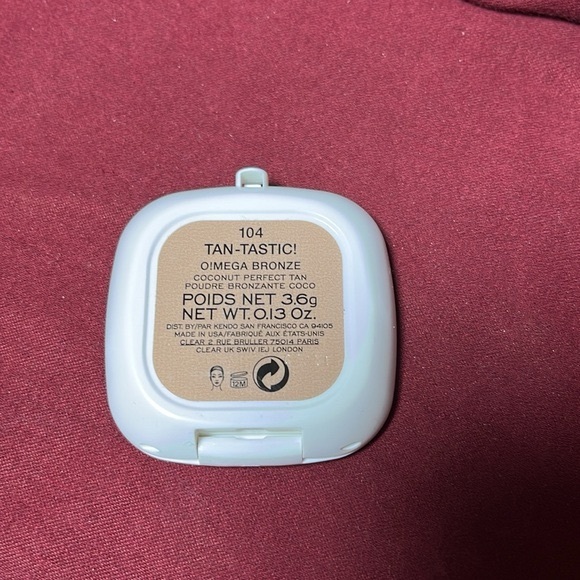 104
TAN-TASTIC!
O!MEGA BRONZE
COCONUT PERFECT TAN
POUDRE BRONZANTE COCO
POIDS NET 3.6g
NET WT. 0.13 Oz.
DIST. BY/PAR KENDO SAN FRANCISCO CA 94105
MADE IN USA/FABRIQUÉ AUX ÉTATS-UNIS
CLEAR 2 RUE BRULLER 75014 PARIS
CLEAR UK SW1V 1EJ LONDON
12M